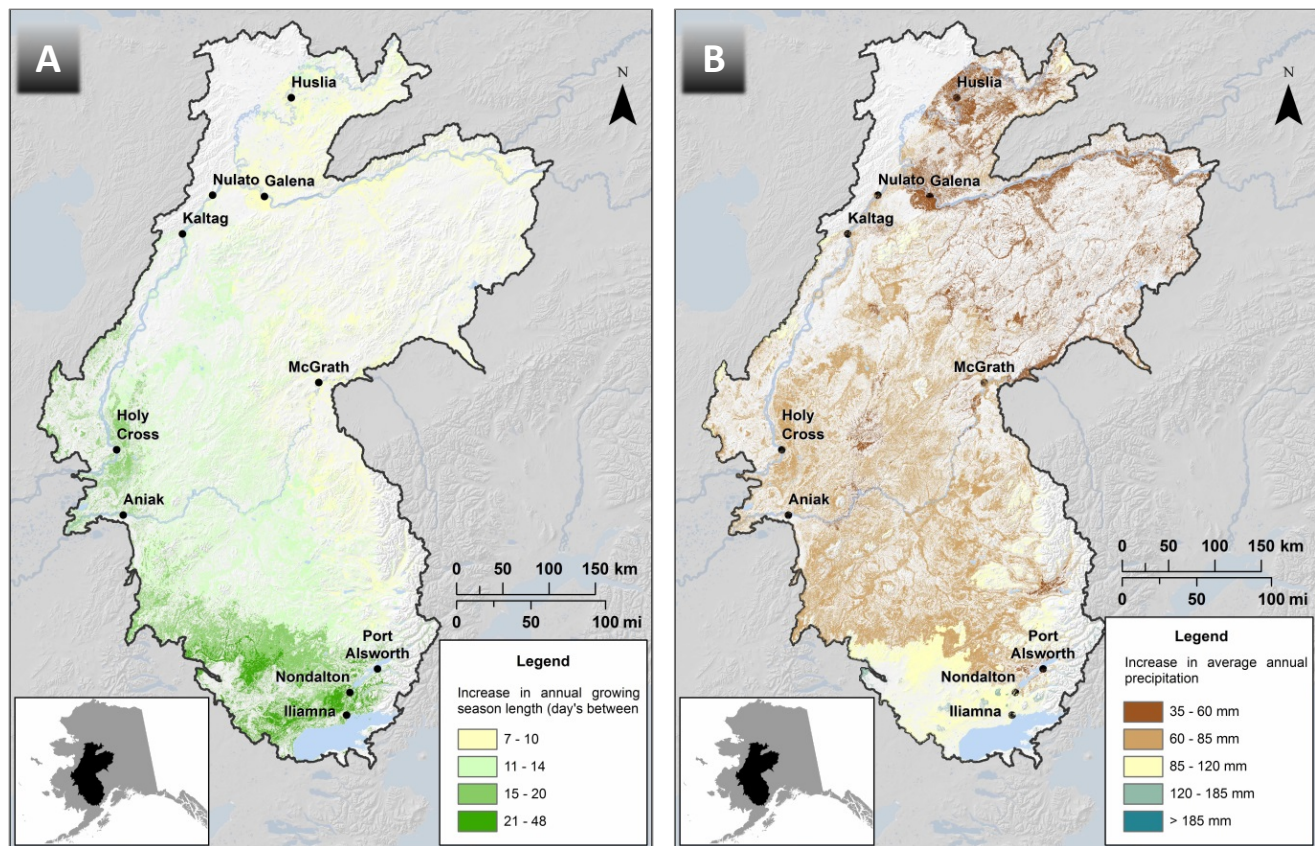 A
N
Huslia
Nulato
Galena
Kaltag
McGrath
Holy
Cross
Aniak
0 50 100 150 km
0 50 100 mi
Port
Alsworth
Nondalton
Iliamna
Legend
Increase in annual growing
season length (day's between
7 - 10
11 - 14
15 - 20
21 - 48
B
N
Huslia
Nulato
Galena
Kaltag
McGrath
Holy
Cross
Aniak
0 50 100 150 km
0 50 100 mi
Port
Alsworth
Nondalton
Iliamna
Legend
Increase in average annual
precipitation
35 - 60 mm
60 - 85 mm
85 - 120 mm
120 - 185 mm
> 185 mm